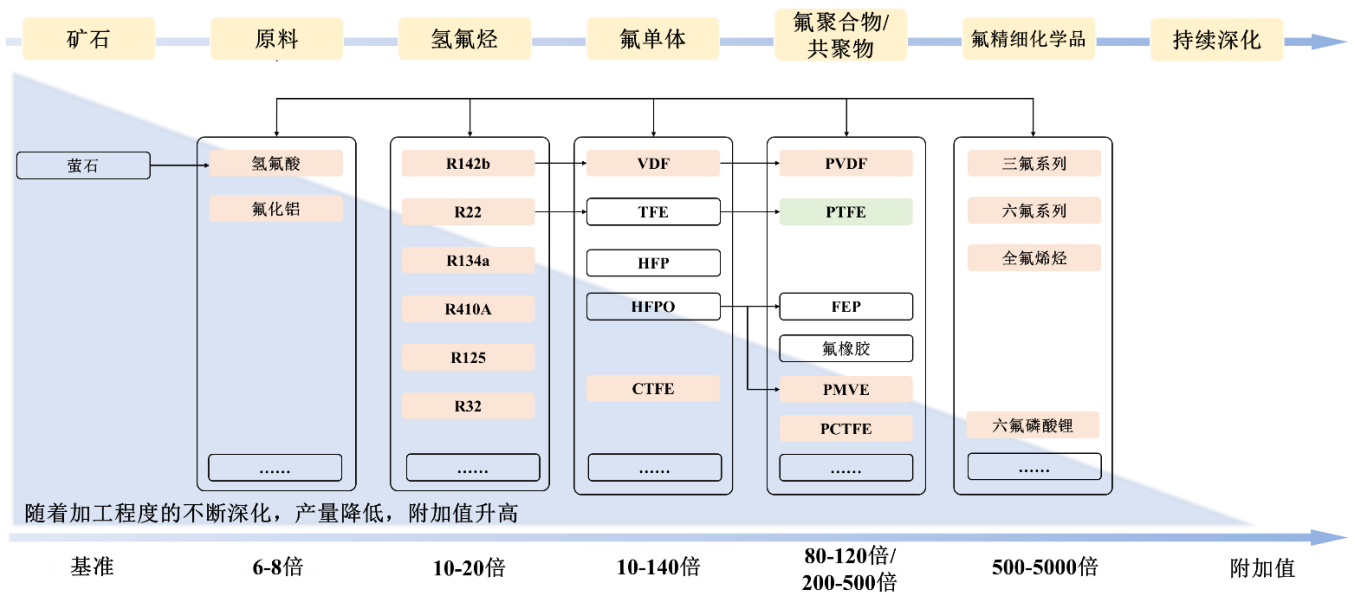 矿石
原料
氢氟烃
氟单体
氟聚合物/
共聚物
氟精细化学品
持续深化
萤石
氢氟酸
氟化铝
……
R142b
R22
R134a
R410A
R125
R32
……
VDF
TFE
HFP
HFPO
CTFE
……
PVDF
PTFE
FEP
氟橡胶
PMVE
PCTFE
……
三氟系列
六氟系列
全氟烯烃
六氟磷酸锂
……
随着加工程度的不断深化，产量降低，附加值升高
基准
6-8倍
10-20倍
10-140倍
80-120倍/
200-500倍
500-5000倍
附加值